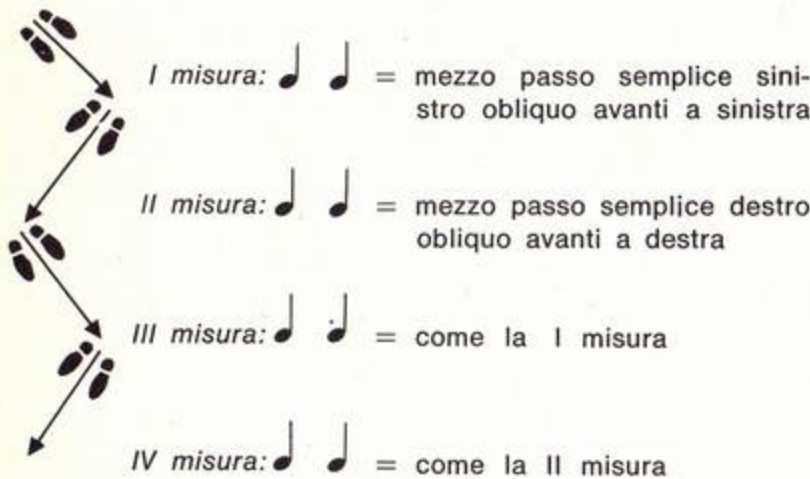 I misura: ♩ ♩ = mezzo passo semplice sini-
stro obliquo avanti a sinistra
II misura: ♩ ♩ = mezzo passo semplice destro
obliquo avanti a destra
III misura: ♩ ♩ = come la I misura
IV misura: ♩ ♩ = come la II misura